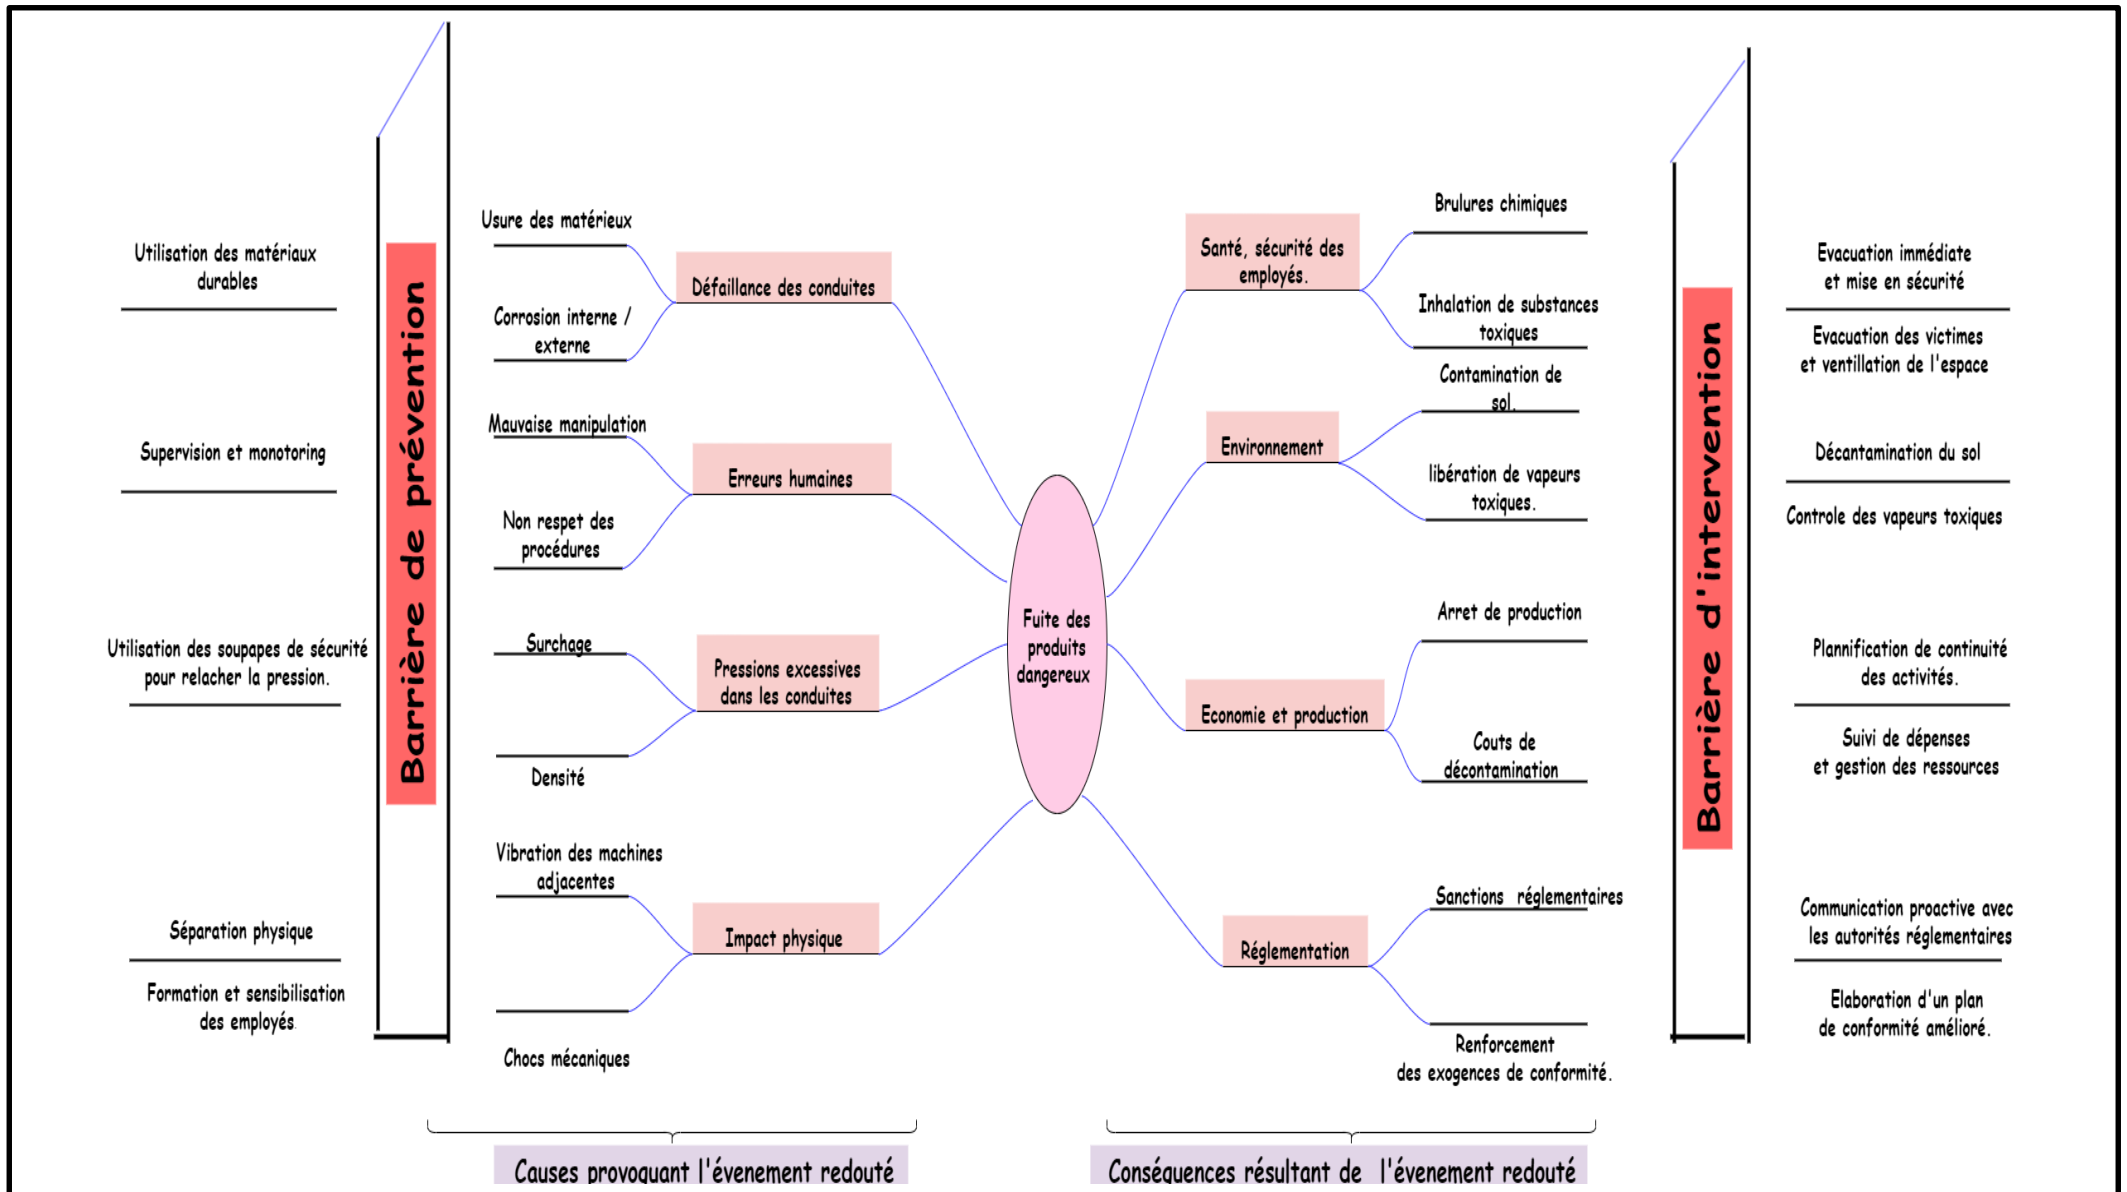 Utilisation des matériaux
durables
Supervision et monotoring
Utilisation des soupapes de sécurité
pour relacher la pression.
Séparation physique
Formation et sensibilisation
des employés.
Barrière de prévention
Usure des matérieux
Corrosion interne /
externe
Défaillance des conduites
Mauvaise manipulation
Non respet des
procédures
Erreurs humaines
Surchage
Densité
Pressions excessives
dans les conduites
Vibration des machines
adjacentes
Chocs mécaniques
Impact physique
Fuite des
produits
dangereux
Santé, sécurité des
employés.
Brulures chimiques
Inhalation de substances
toxiques
Environnement
Contamination de
sol.
libération de vapeurs
toxiques.
Economie et production
Arret de production
Couts de
décontamination
Réglementation
Sanctions réglementaires
Renforcement
des exogences de conformité.
Barrière d'intervention
Evacuation immédiate
et mise en sécurité
Evacuation des victimes
et ventillation de l'espace
Décantamination du sol
Controle des vapeurs toxiques
Plannification de continuité
des activités.
Suivi de dépenses
et gestion des ressources
Communication proactive avec
les autorités réglementaires
Elaboration d'un plan
de conformité amélioré.
Causes provoquant l'évenement redouté
Conséquences résultant de l'évenement redouté